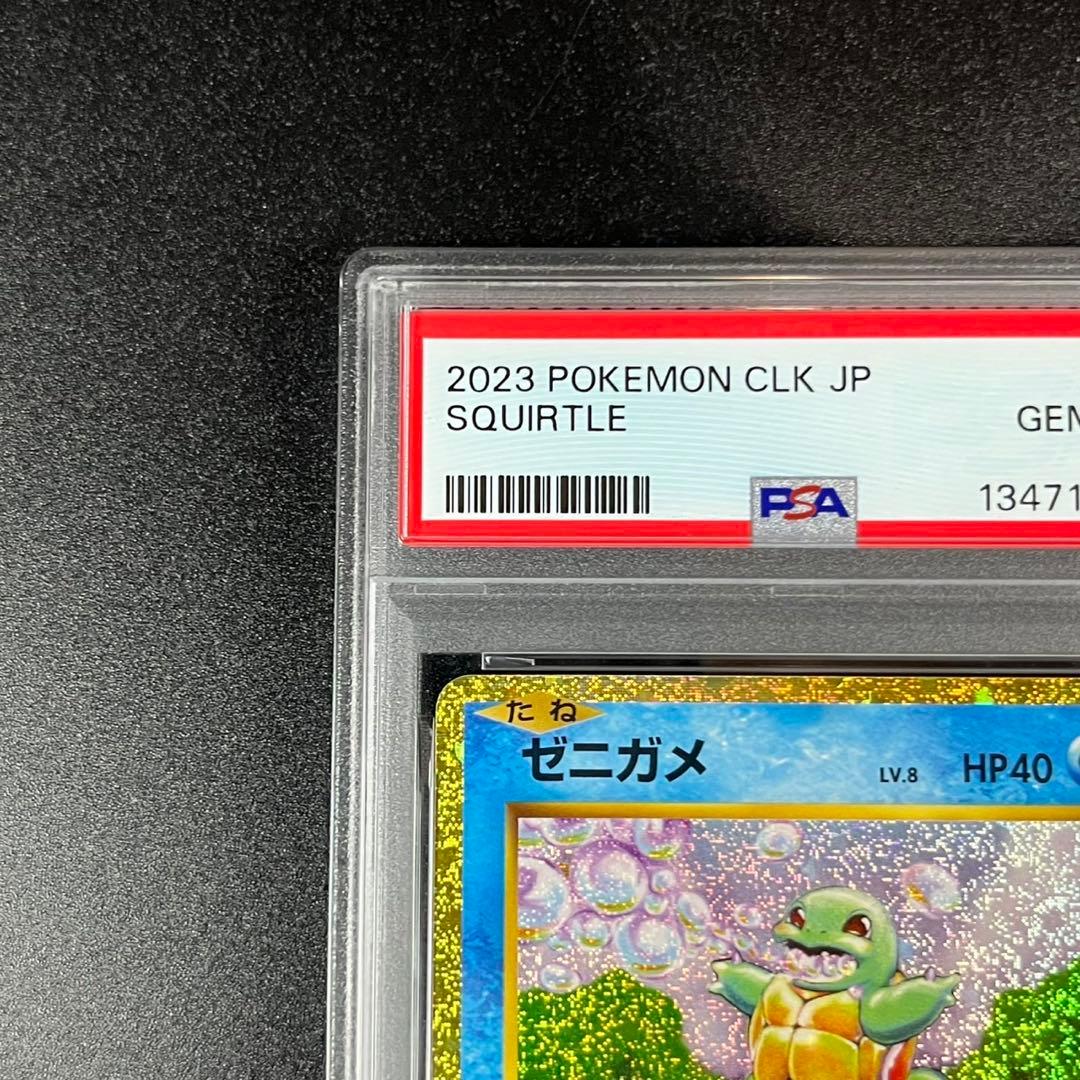 2023 POKEMON CLK JP
SQUIRTLE GEM
13471
PSA
たね
ゼニガメ LV.8 HP40